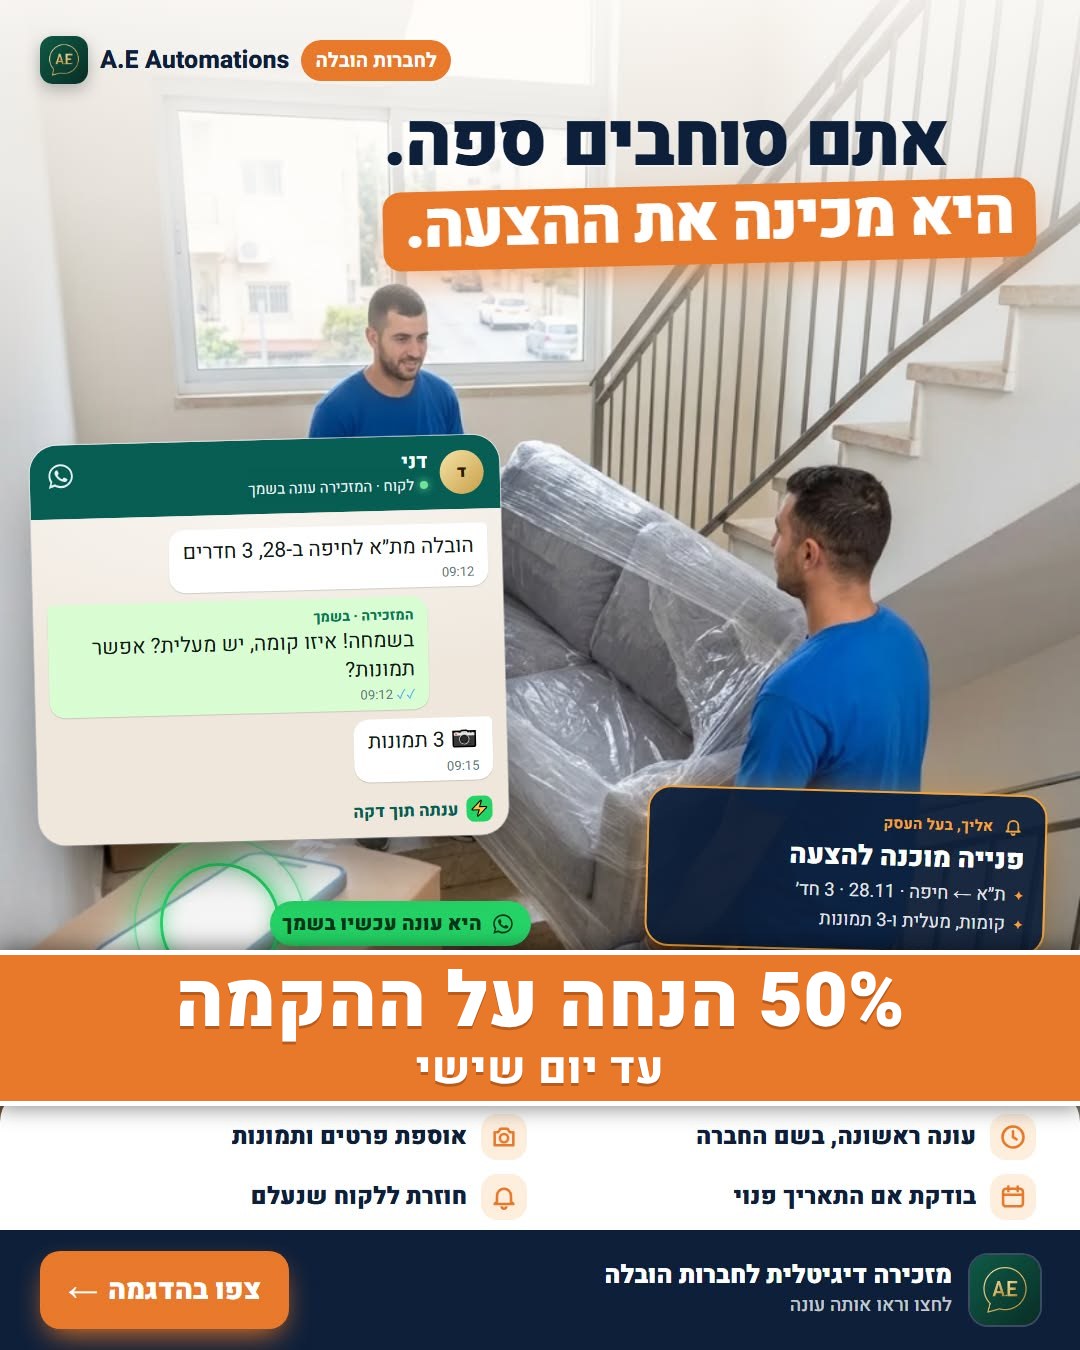 A.E Automations
לחברות הובלה
אתם סוחבים ספה.
היא מכינה את ההצעה.
ד
דני
לקוח · המזכירה עונה בשמך
הובלה מת״א לחיפה ב-28, 3 חדרים
09:12
המזכירה · בשמך
בשמחה! איזו קומה, יש מעלית? אפשר
תמונות?
09:12 ✓✓
📷 3 תמונות
09:15
⚡ ענתה תוך דקה
היא עונה עכשיו בשמך
אליך, בעל העסק
פנייה מוכנה להצעה
ת״א ← חיפה · 28.11 · 3 חד׳
קומות, מעלית ו-3 תמונות
50% הנחה על ההקמה
עד יום שישי
עונה ראשונה, בשם החברה
אוספת פרטים ותמונות
בודקת אם התאריך פנוי
חוזרת ללקוח שנעלם
AE
מזכירה דיגיטלית לחברות הובלה
לחצו וראו אותה עונה
צפו בהדגמה ←